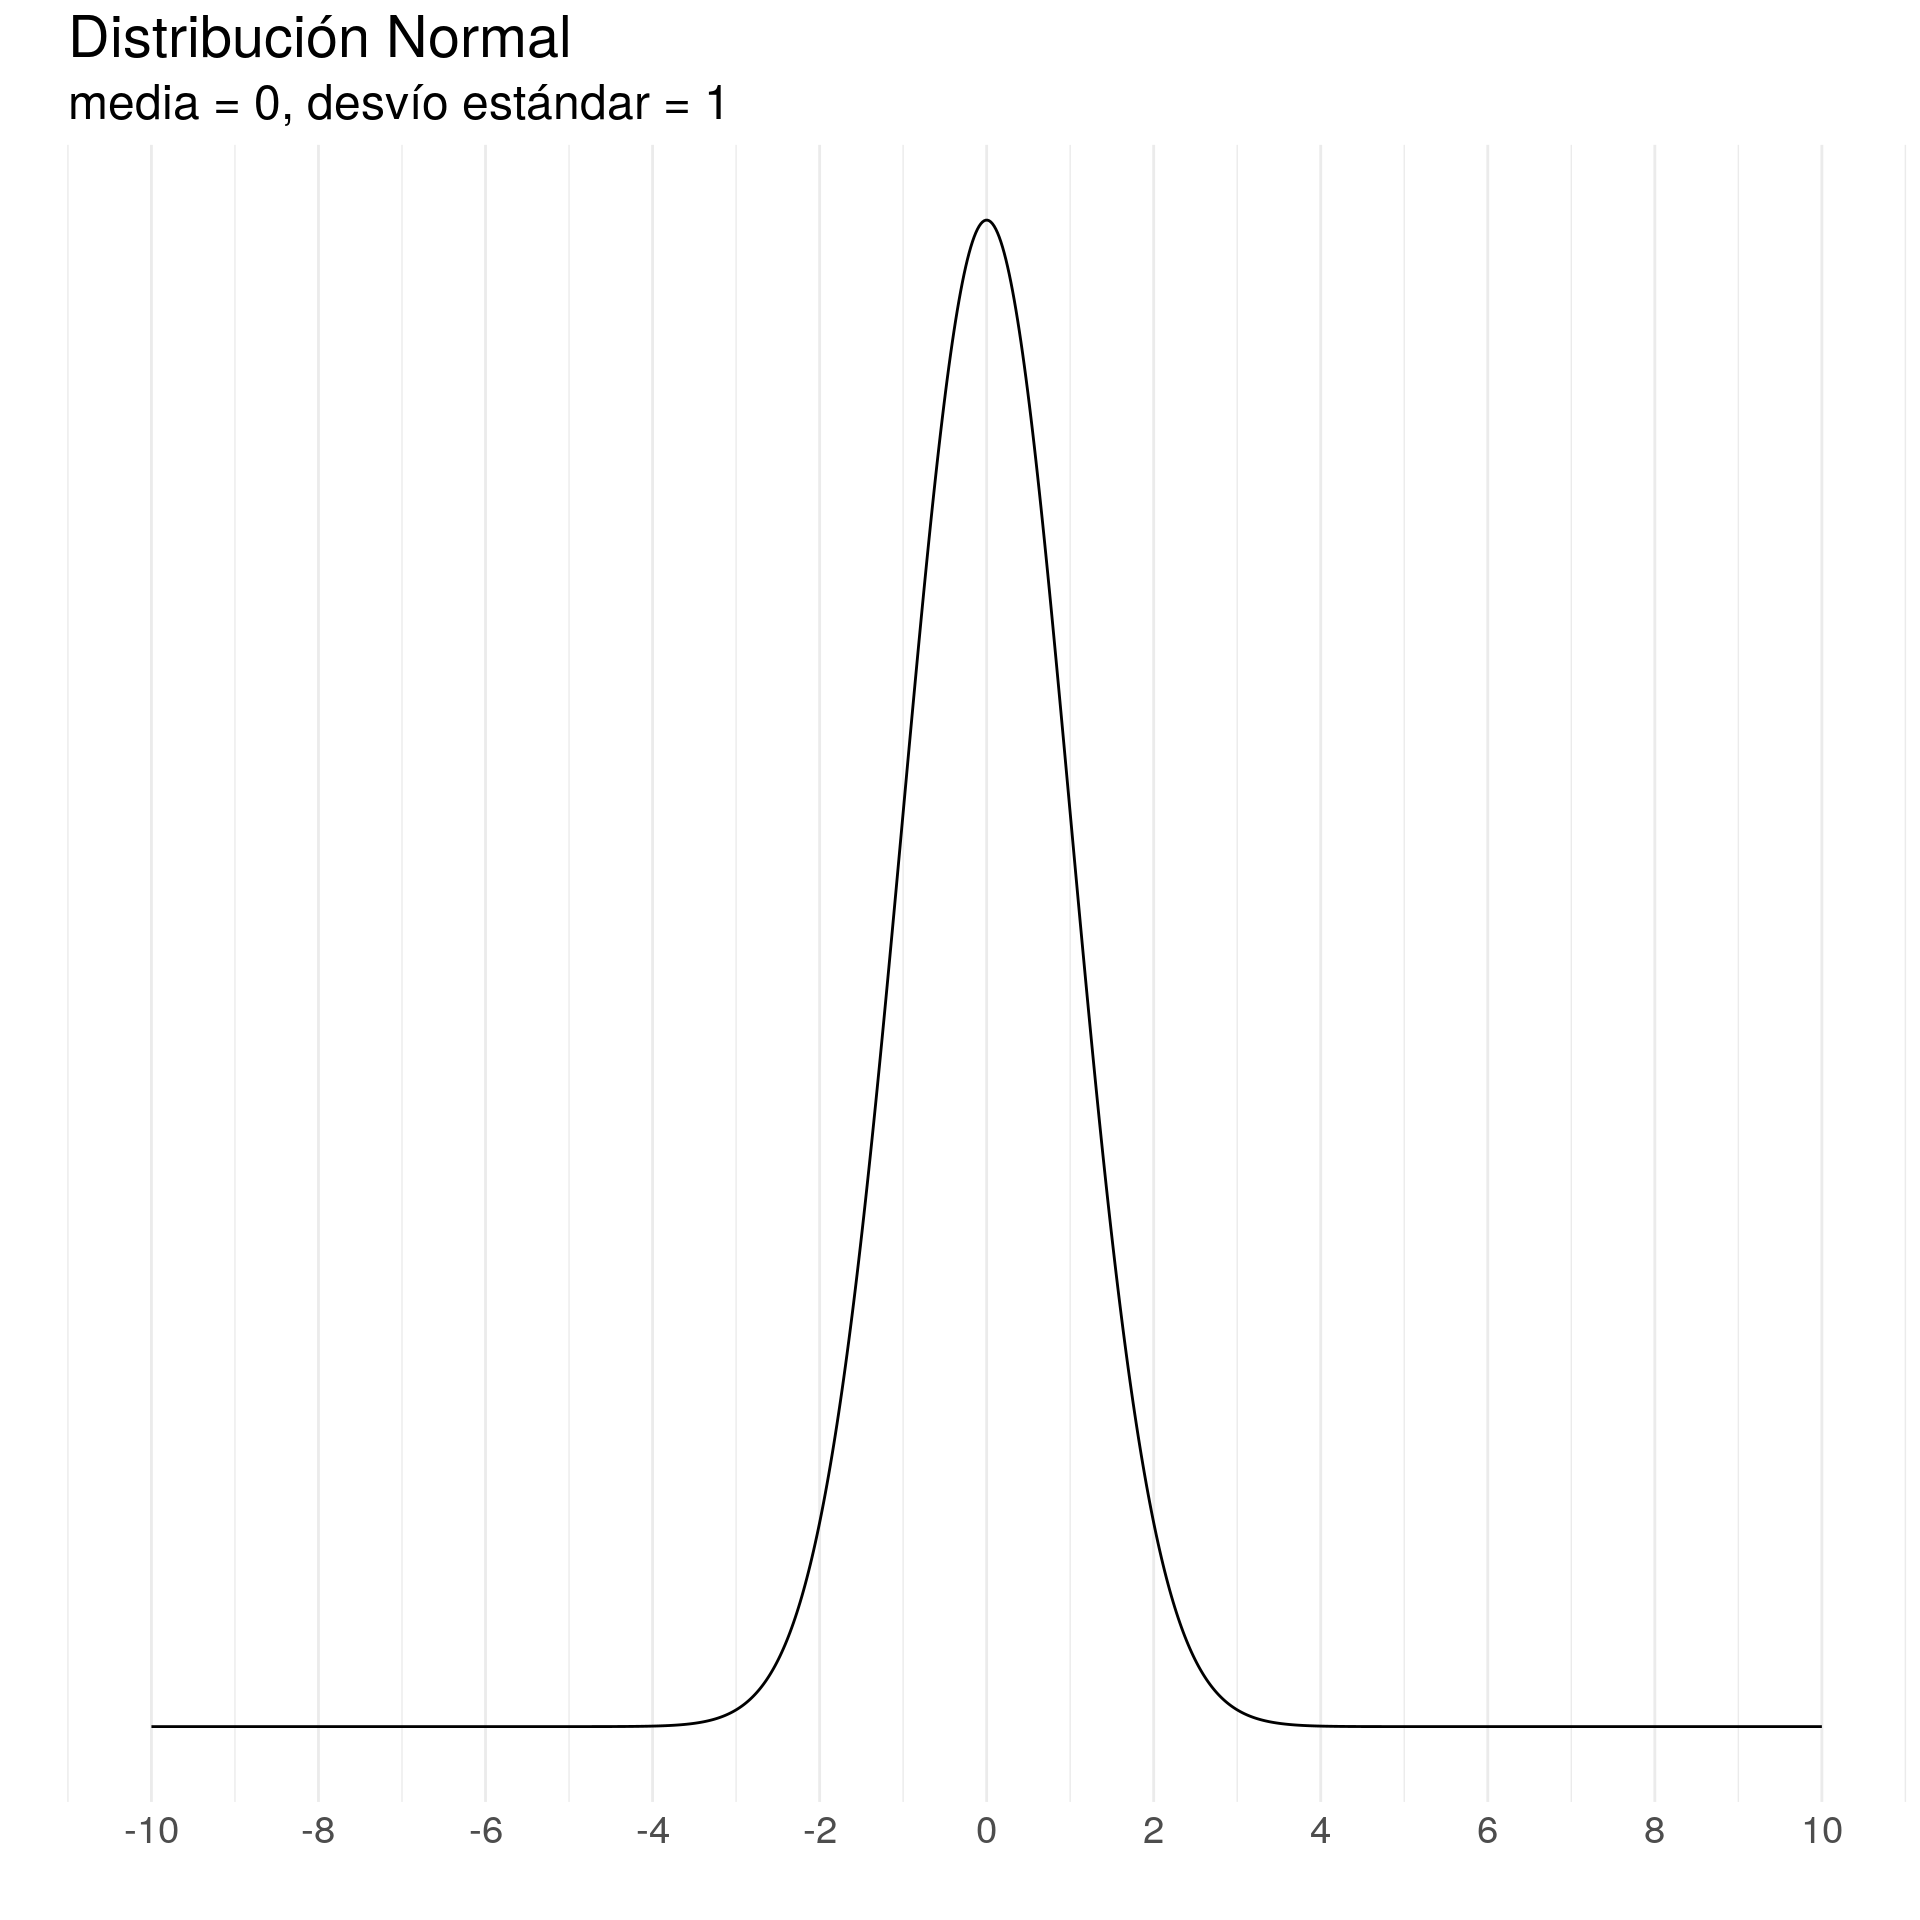 Distribución Normal
media = 0, desvío estándar = 1
-10 -8 -6 -4 -2 0 2 4 6 8 10